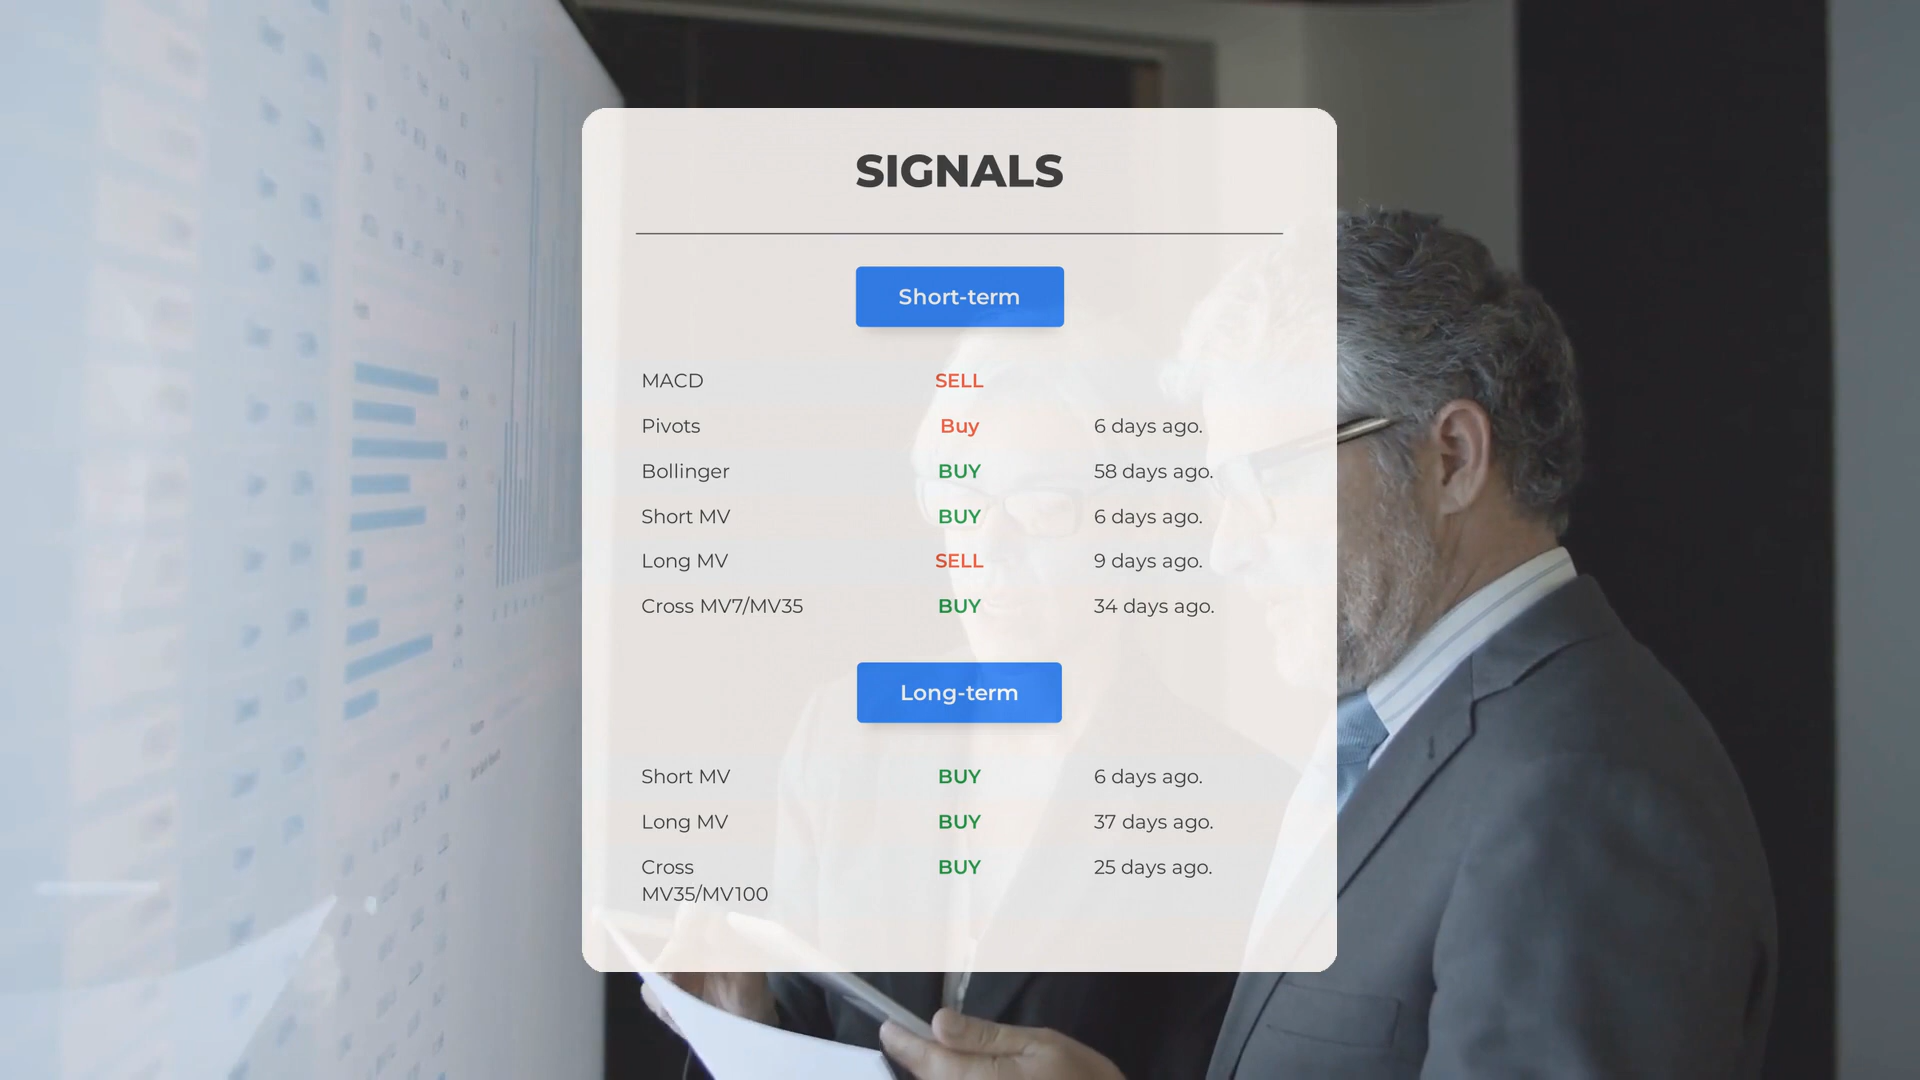 SIGNALS
Short-term
MACD SELL
Pivots Buy 6 days ago.
Bollinger BUY 58 days ago.
Short MV BUY 6 days ago.
Long MV SELL 9 days ago.
Cross MV7/MV35 BUY 34 days ago.
Long-term
Short MV BUY 6 days ago.
Long MV BUY 37 days ago.
Cross BUY 25 days ago.
MV35/MV100